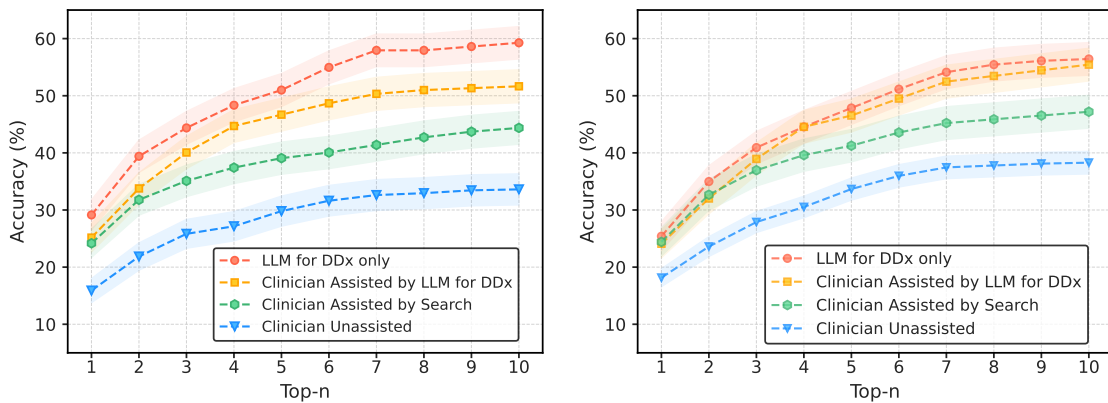 Accuracy (%)
60
50
40
30
20
10
LLM for DDx only
Clinician Assisted by LLM for DDx
Clinician Assisted by Search
Clinician Unassisted
1 2 3 4 5 6 7 8 9 10
Top-n
Accuracy (%)
60
50
40
30
20
10
LLM for DDx only
Clinician Assisted by LLM for DDx
Clinician Assisted by Search
Clinician Unassisted
1 2 3 4 5 6 7 8 9 10
Top-n